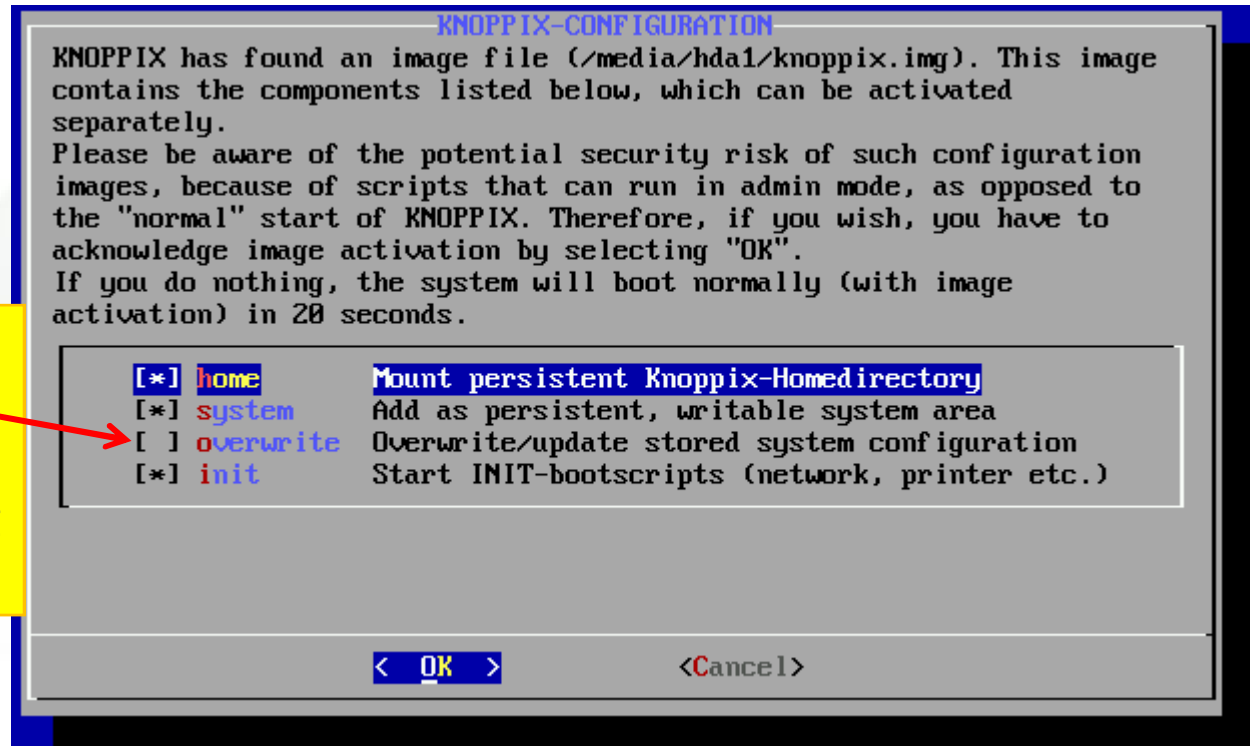 KNOPPIX-CONFIGURATION
KNOPPIX has found an image file (/media/hda1/knoppix.img). This image
contains the components listed below, which can be activated
separately.
Please be aware of the potential security risk of such configuration
images, because of scripts that can run in admin mode, as opposed to
the "normal" start of KNOPPIX. Therefore, if you wish, you have to
acknowledge image activation by selecting "OK".
If you do nothing, the system will boot normally (with image
activation) in 20 seconds.
[*] home Mount persistent Knoppix-Homedirectory
[*] system Add as persistent, writable system area
[ ] overwrite Overwrite/update stored system configuration
[*] init Start INIT-bootscripts (network, printer etc.)
< OK > <Cancel>